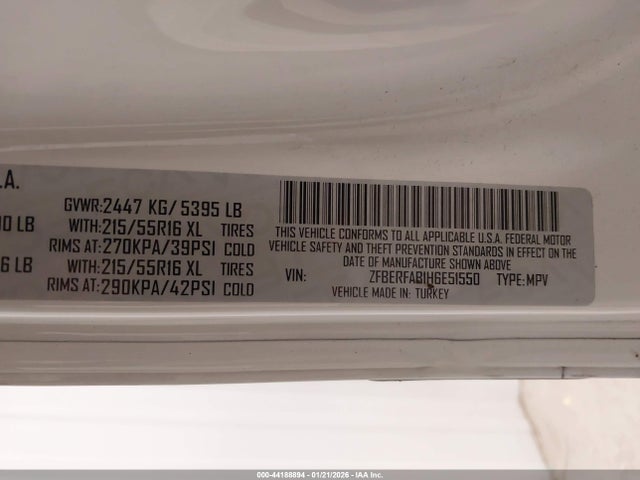 .A.
GVWR:2447 KG/ 5395 LB
00 LB WITH:215/55R16 XL TIRES
RIMS AT:270KPA/39PSI COLD
6 LB WITH:215/55R16 XL TIRES
RIMS AT:290KPA/42PSI COLD
THIS VEHICLE CONFORMS TO ALL APPLICABLE U.S.A. FEDERAL MOTOR
VEHICLE SAFETY AND THEFT PREVENTION STANDARDS IN EFFECT ON THE
DATE OF MANUFACTURE SHOWN ABOVE
VIN: ZFBERFAB1H6E51550 TYPE:MPV
VEHICLE MADE IN: TURKEY
000-44188894 - 01/21/2026 - IAA Inc.